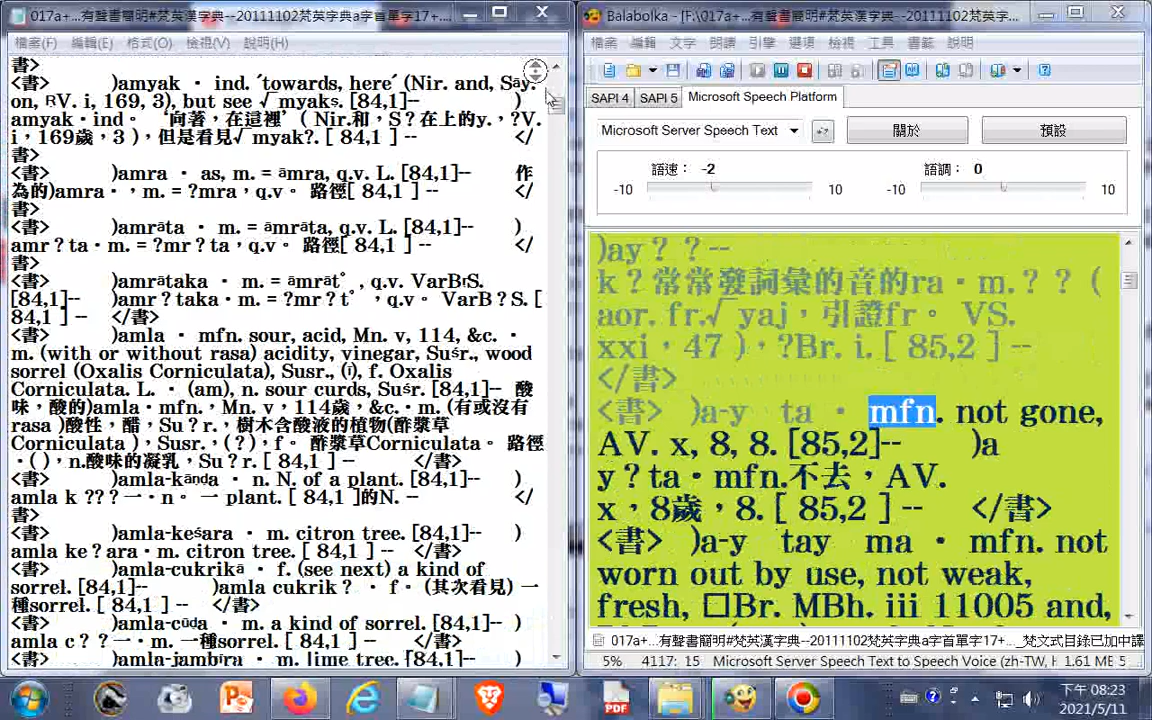 有聲書簡明#梵英漢字典--20111102梵英字典a字首單字17+...
檔案(F) 編輯(E) 格式(O) 檢視(V) 說明(H)
書>
<書> )amyak • ind. 'towards, here' (Nir. and, Sāy.
on, RV. i, 169, 3), but see √myaks. [84,1]-- )
amyak•ind。 '向著,在這裡' ( Nir.和,S?在上的y.,?V.
i,169歲,3 ),但是看見√myak?. [ 84,1 ] -- </
書>
<書> )amra • as, m. = āmra, q.v. L. [84,1]-- 作
為的)amra•,m. = ?mra,q.v。 路徑[ 84,1 ] -- </
書>
<書> )amrāta • m. = āmrāta, q.v. L. [84,1]-- )
amr?ta•m. = ?mr?ta,q.v。 路徑[ 84,1 ] -- </
書>
<書> )amrātaka • m. = āmrāt°, q.v. VarBrS.
[84,1]-- )amr?taka•m. = ?mr?t°,q.v。 VarB?S. [
84,1 ] -- </書>
<書> )amla • mfn. sour, acid, Mn. v, 114, &c. •
m. (with or without rasa) acidity, vinegar, Suśr., wood
sorrel (Oxalis Corniculata), Susr., (ī), f. Oxalis
Corniculata. L. • (am), n. sour curds, Suśr. [84,1]-- 酸
味,酸的)amla•mfn.,Mn. v,114歲,&c.•m. (有或沒有
rasa )酸性,醋,Su?r.,樹木含酸液的植物(酢漿草
Corniculata ),Susr.,(?),f。 酢漿草Corniculata。 路徑
•( ),n.酸味的凝乳,Su?r. [ 84,1 ] -- </書>
<書> )amla-kāṇḍa • n. N. of a plant. [84,1]-- )
amla k???一•n。 一 plant. [ 84,1 ]的N. -- </
書>
<書> )amla-keśara • m. citron tree. [84,1]-- )
amla ke?ara•m. citron tree. [ 84,1 ] -- </書>
<書> )amla-cukrikā • f. (see next) a kind of
sorrel. [84,1]-- )amla cukrik?•f。(其次看見) 一
種sorrel. [ 84,1 ] -- </書>
<書> )amla-cūḍa • m. a kind of sorrel. [84,1]-- )
amla c??一•m. 一種sorrel. [ 84,1 ] -- </書>
<書> )amla-jambīra • m. lime tree. [84,1]-- )
Balabolka - [F:\017a+...有聲書簡明#梵英漢字典--20111102梵英字...
檔案 編輯 文字 朗讀 引擎 選項 檢視 工具 書籤 說明
SAPI 4 SAPI 5 Microsoft Speech Platform
Microsoft Server Speech Text 關於 預設
語速: -2 語調: 0
-10 10 -10 10
)ay??--
k?常常發詞彙的音的ra•m.??(
aor. fr.√yaj,引證fr。 VS.
xxi,47 ),?Br. i. [ 85,2 ] --
</書>
<書> )a-y ta • mfn. not gone,
AV. x, 8, 8. [85,2]-- )a
y?ta•mfn.不去,AV.
x,8歲,8. [ 85,2 ] -- </書>
<書> )a-y tay ma • mfn. not
worn out by use, not weak,
fresh, □Br. MBh. iii 11005 and,
017a+...有聲書簡明#梵英漢字典--20111102梵英字典a字首單字17+..._梵文式目錄已加中譯
5% 4117: 15 Microsoft Server Speech Text to Speech Voice (zh-TW, H 1.61 MB 5
下午 08:23
2021/5/11